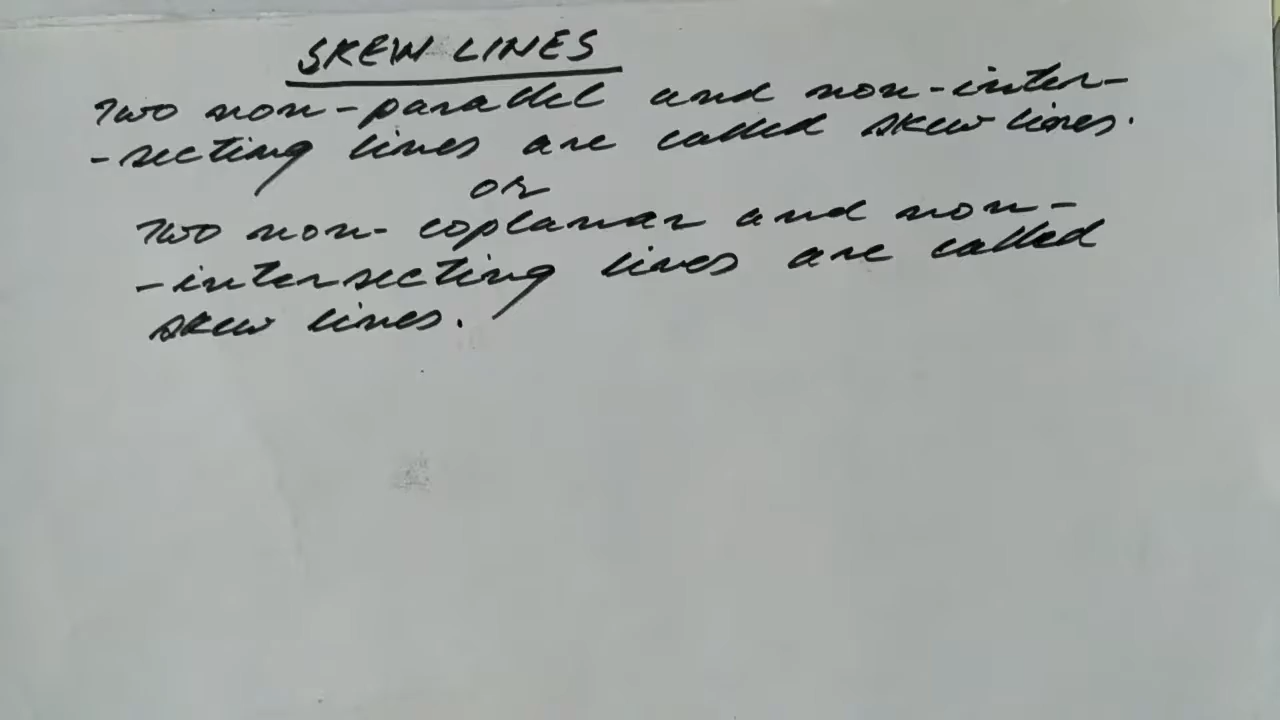 SKEW LINES
Two non-parallel and non-inter-
-secting lines are called skew lines.
or
Two non-coplanar and non-
-intersecting lines are called
skew lines.